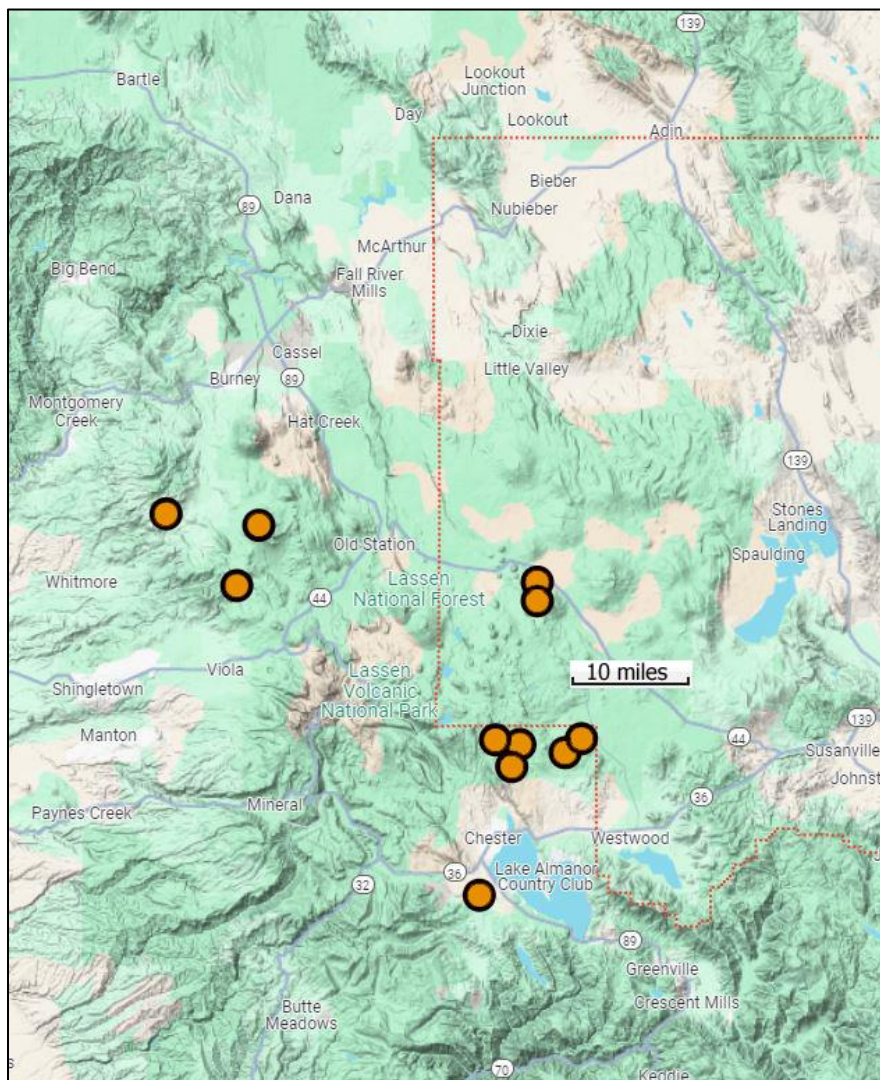 139
Bartle
Lookout
Junction
Day
Lookout
Adin
Bieber
89
Dana
Nubieber
McArthur
Big Bend
Fall River
Mills
Dixie
Cassel
Little Valley
Burney
89
Montgomery
Creek
Hat Creek
139
Stones
Landing
Old Station
Spaulding
Whitmore
Lassen
National Forest
44
Viola
10 miles
Shingletown
Lassen
Volcanic
National Park
Manton
139
44
Susanville
Johnst
Mineral
36
Paynes Creek
Chester
Westwood
J
36
Lake Almanor
Country Club
32
89
Greenville
Crescent Mills
Butte
Meadows
s
70
Keddie